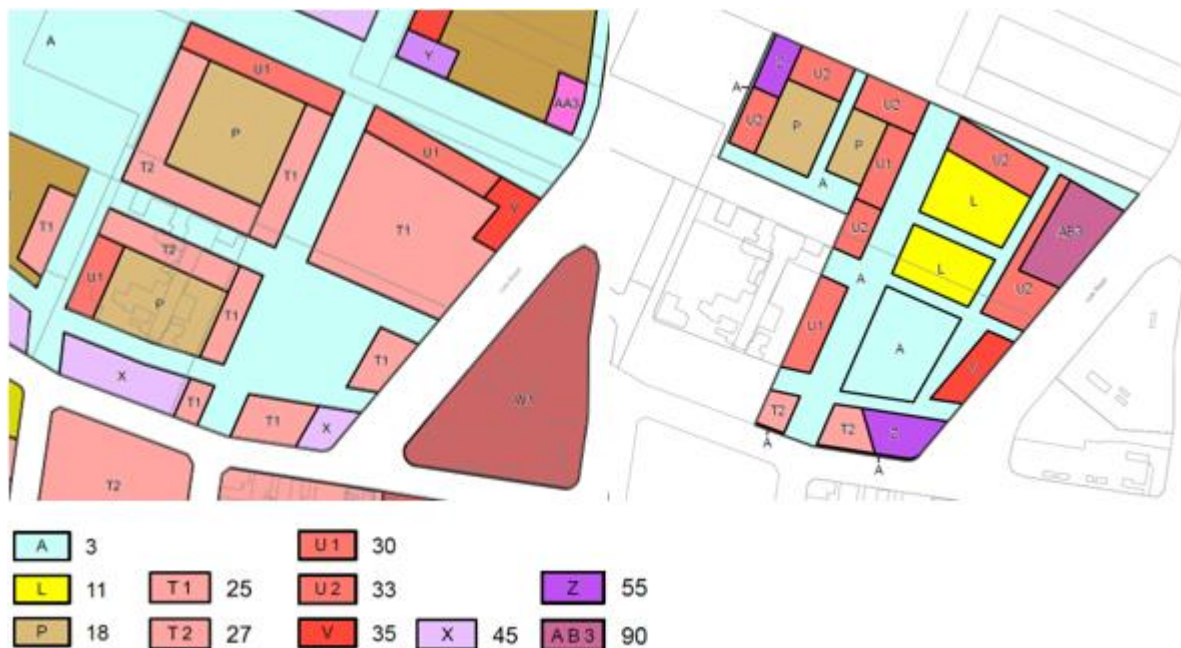 A
U1
Y
AA3
P
T2
T1
U1
V
T1
T1
T2
U1
P
T1
X
T1
T1
T1
X
T2
W1
A
Z
U2
U2
U2
P
P
U1
A
U2
U2
L
AB3
L
A
U2
U1
A
V
T2
T2
Z
A
A
A 3
U1 30
L 11
T1 25
U2 33
Z 55
P 18
T2 27
V 35
X 45
AB3 90